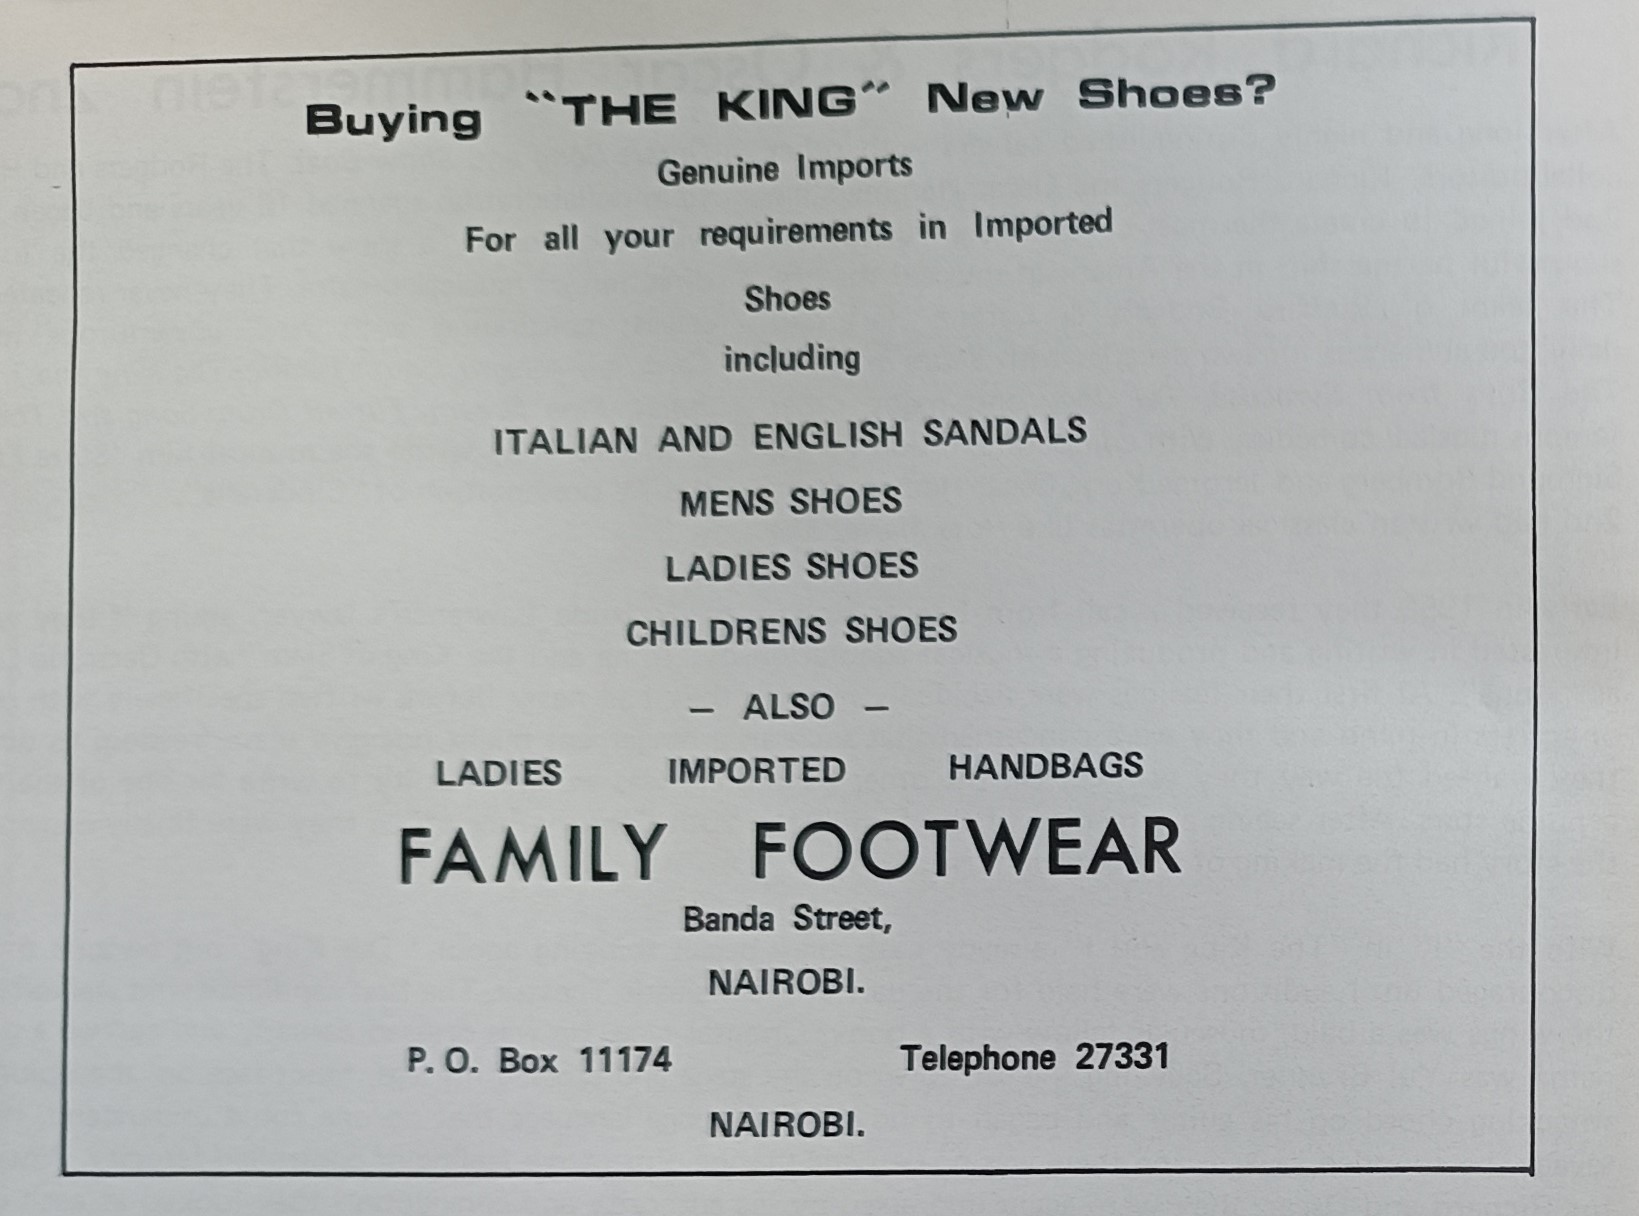 Buying "THE KING" New Shoes?
Genuine Imports
For all your requirements in Imported
Shoes
including
ITALIAN AND ENGLISH SANDALS
MENS SHOES
LADIES SHOES
CHILDRENS SHOES
— ALSO —
LADIES IMPORTED HANDBAGS
FAMILY FOOTWEAR
Banda Street,
NAIROBI.
P. O. Box 11174 Telephone 27331
NAIROBI.